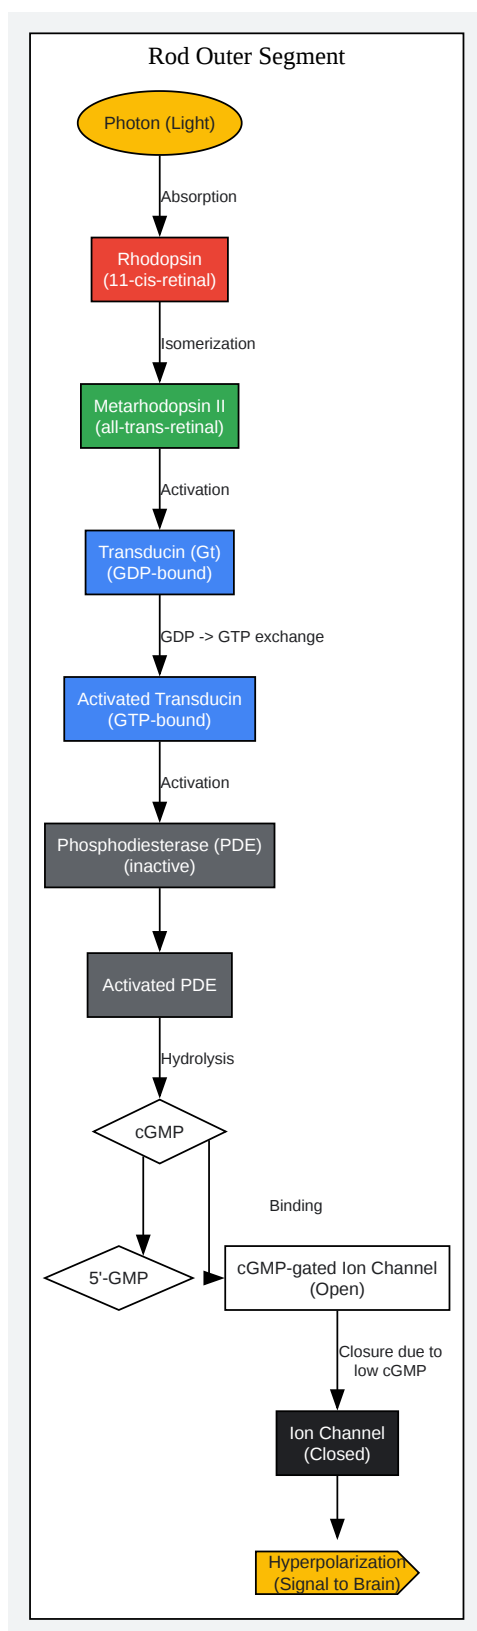 Rod Outer Segment
Photon (Light)
Absorption
Rhodopsin
(11-cis-retinal)
Isomerization
Metarhodopsin II
(all-trans-retinal)
Activation
Transducin (Gt)
(GDP-bound)
GDP -> GTP exchange
Activated Transducin
(GTP-bound)
Activation
Phosphodiesterase (PDE)
(inactive)
Activated PDE
Hydrolysis
cGMP
Binding
5'-GMP
cGMP-gated Ion Channel
(Open)
Closure due to
low cGMP
Ion Channel
(Closed)
Hyperpolarization
(Signal to Brain)